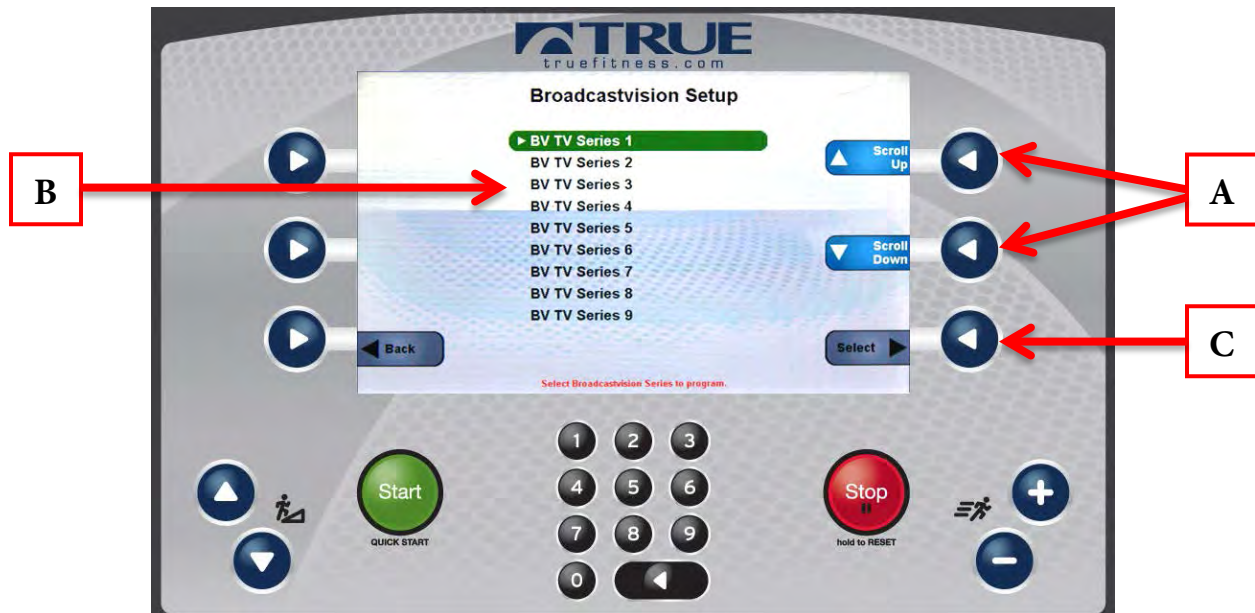 TRUE
truefitness.com
Broadcastvision Setup
BV TV Series 1
BV TV Series 2
BV TV Series 3
BV TV Series 4
BV TV Series 5
BV TV Series 6
BV TV Series 7
BV TV Series 8
BV TV Series 9
Scroll
Up
Scroll
Down
Back
Select
Select Broadcastvision Series to program.
B
A
C
1 2 3
4 5 6
7 8 9
0
Start
QUICK START
Stop
hold to RESET